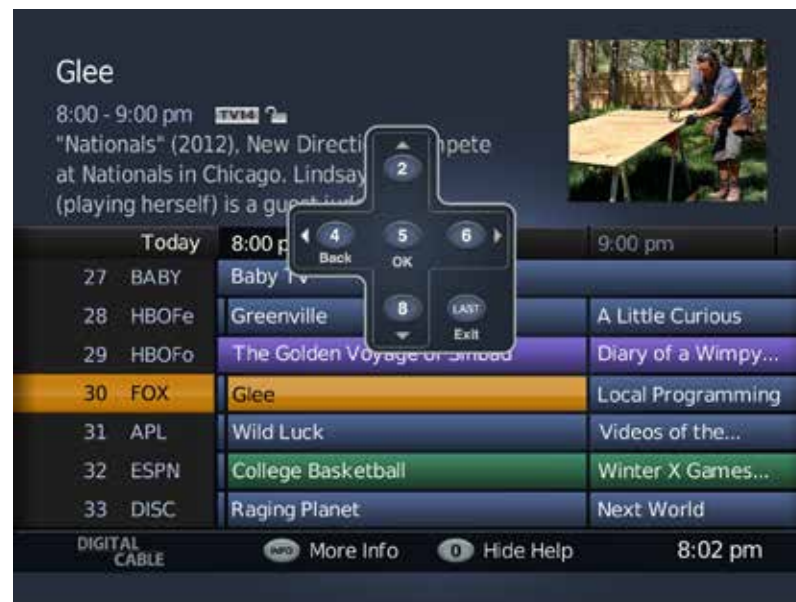 Glee
8:00 - 9:00 pm TV14
"Nationals" (2012), New Directi mpete
at Nationals in Chicago. Lindsay
(playing herself) is a guest
2
4 5 6
Back OK
8 LAST
Exit
Today 8:00 p 9:00 pm
27 BABY Baby TV
28 HBOFe Greenville A Little Curious
29 HBOFo The Golden Voyage of Sinbad Diary of a Wimpy...
30 FOX Glee Local Programming
31 APL Wild Luck Videos of the...
32 ESPN College Basketball Winter X Games...
33 DISC Raging Planet Next World
DIGITAL
CABLE
INFO More Info 0 Hide Help 8:02 pm